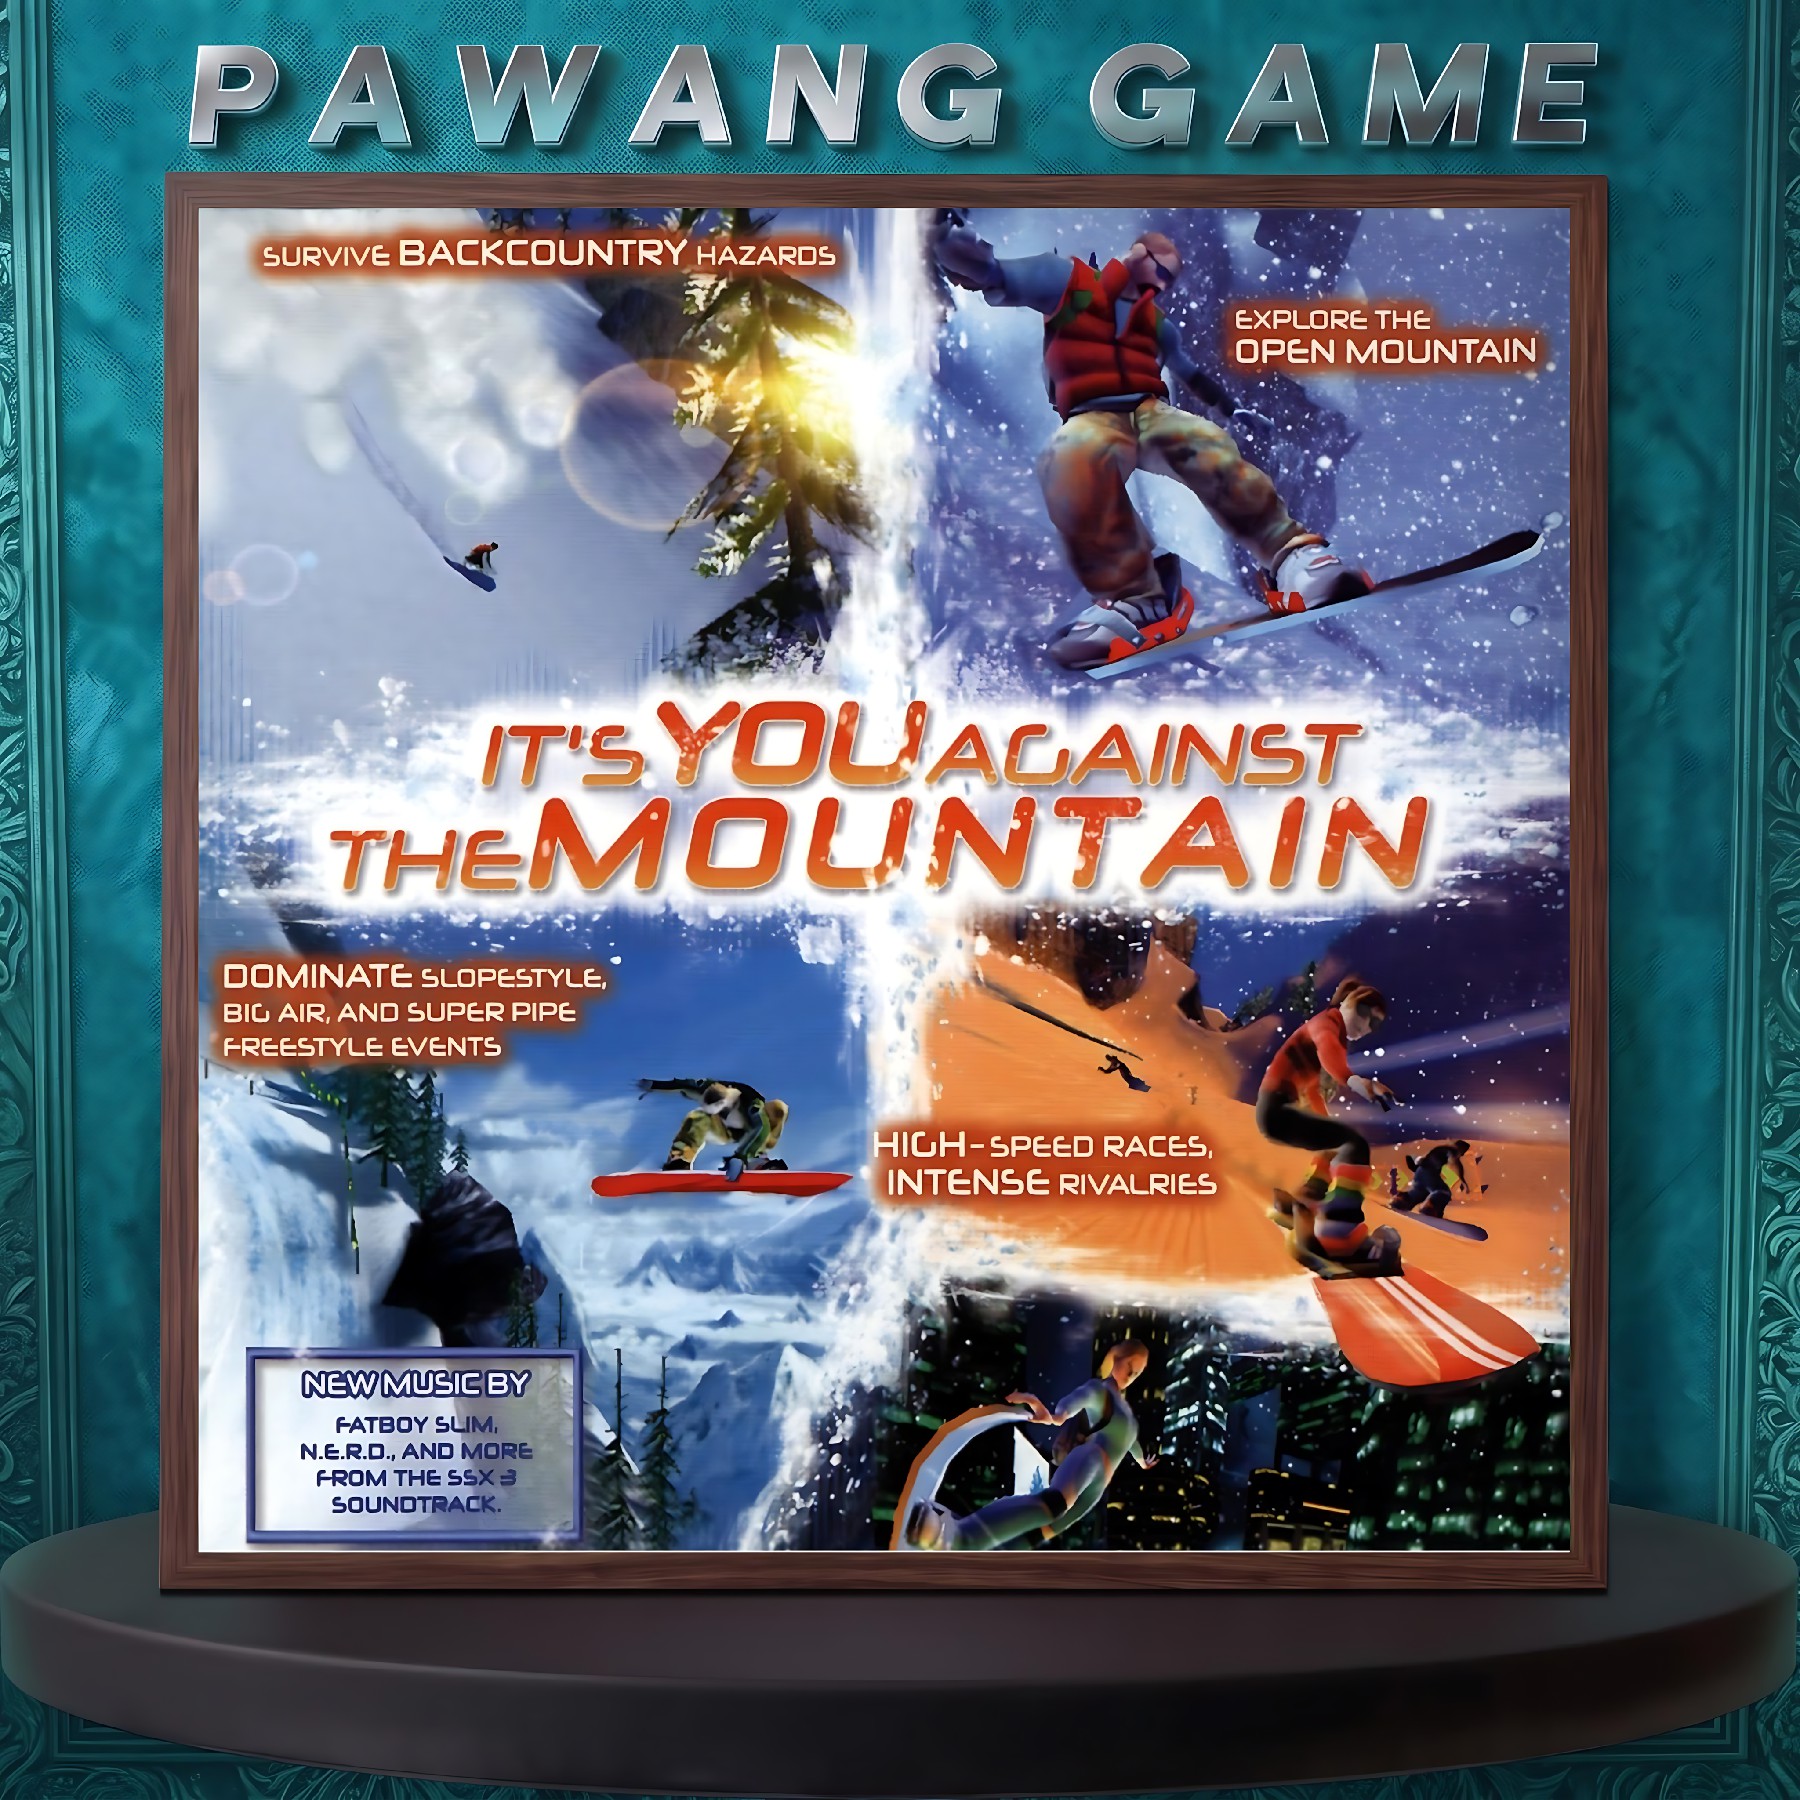 PAWANG GAME
SURVIVE BACKCOUNTRY HAZARDS
EXPLORE THE
OPEN MOUNTAIN
IT'S YOU AGAINST
THE MOUNTAIN
DOMINATE SLOPESTYLE,
BIG AIR, AND SUPER PIPE
FREESTYLE EVENTS
HIGH-SPEED RACES,
INTENSE RIVALRIES
NEW MUSIC BY
FATBOY SLIM,
N.E.R.D., AND MORE
FROM THE SSX 3
SOUNDTRACK.